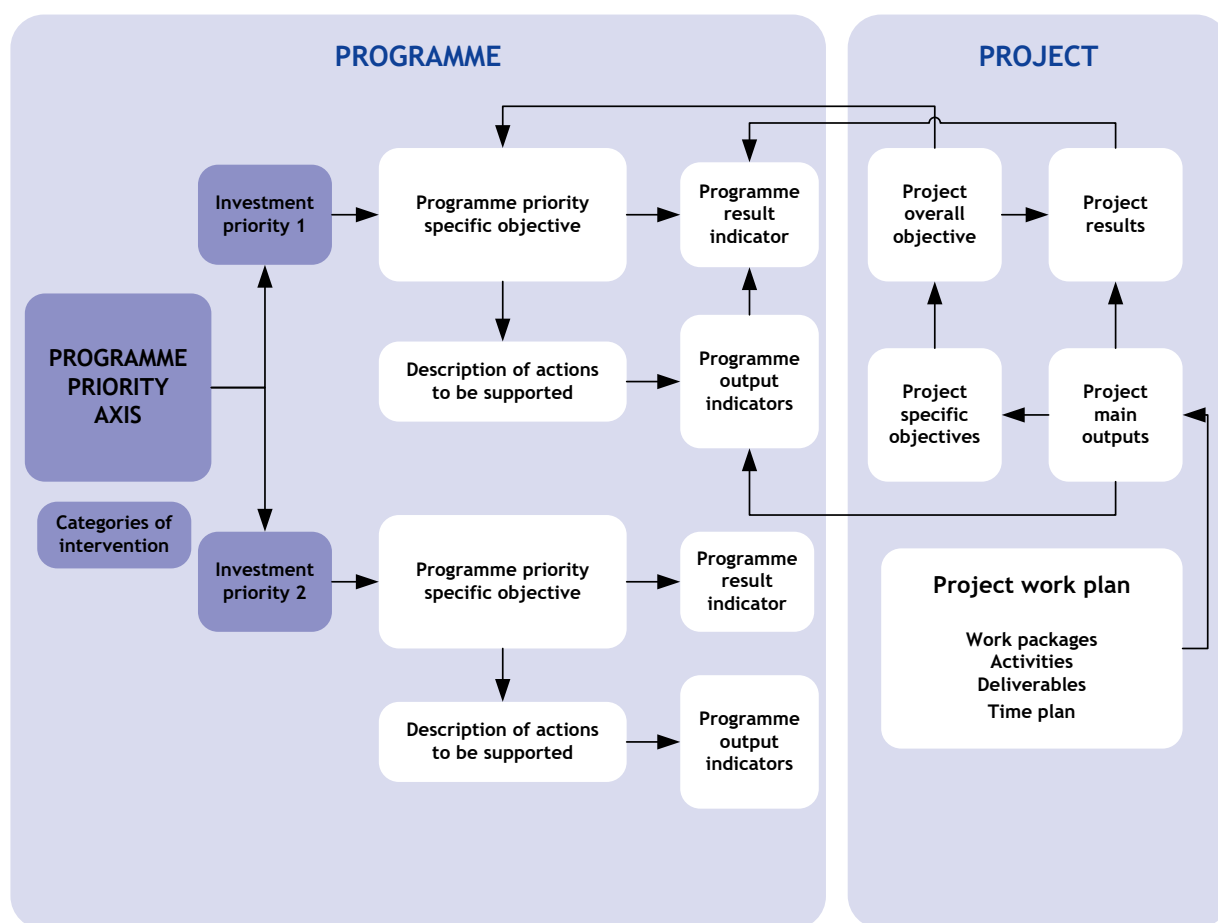 PROGRAMME
PROJECT
Investment
priority 1
Programme priority
specific objective
Programme
result
indicator
Project
overall
objective
Project
results
PROGRAMME
PRIORITY
AXIS
Description of actions
to be supported
Programme
output
indicators
Project
specific
objectives
Project
main
outputs
Categories of
intervention
Investment
priority 2
Programme priority
specific objective
Programme
result
indicator
Project work plan
Work packages
Activities
Deliverables
Time plan
Description of actions
to be supported
Programme
output
indicators